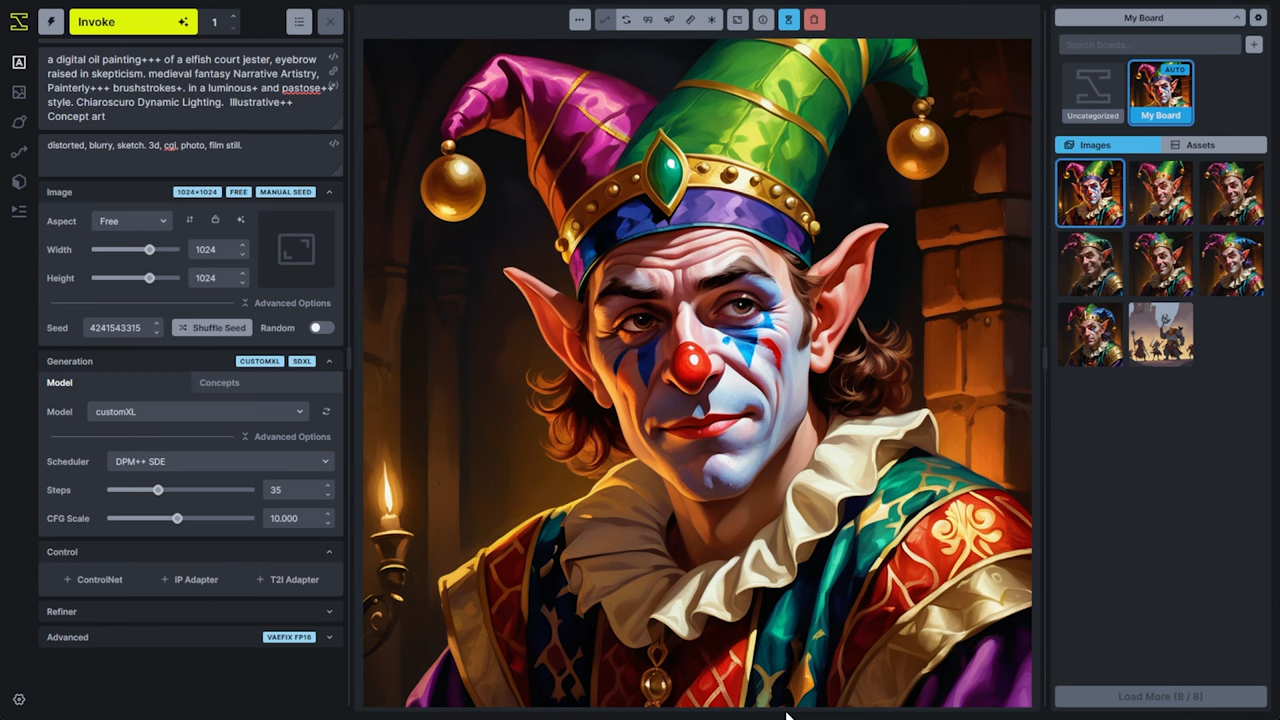 Invoke
1
a digital oil painting+++ of a elfish court jester, eyebrow
raised in skepticism. medieval fantasy Narrative Artistry,
Painterly+++ brushstrokes+. in a luminous+ and pastose++
style. Chiaroscuro Dynamic Lighting.  Illustrative++
Concept art
distorted, blurry, sketch. 3d, cgi, photo, film still.
Image
1024×1024
FREE
MANUAL SEED
Aspect
Free
Width
1024
Height
1024
Advanced Options
Seed
4241543315
Shuffle Seed
Random
Generation
CUSTOMXL
SDXL
Model
Concepts
Model
customXL
Advanced Options
Scheduler
DPM++ SDE
Steps
35
CFG Scale
10.000
Control
+ ControlNet
+ IP Adapter
+ T2I Adapter
Refiner
Advanced
VAEFIX FP16
My Board
Search Boards...
Uncategorized
AUTO
My Board
Images
Assets
Load More (8 / 8)